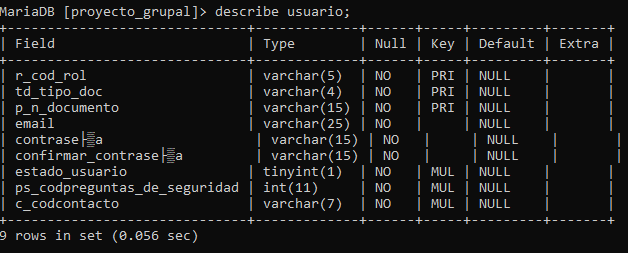 MariaDB [proyecto_grupal]> describe usuario;
+---------------------------+-------------+------+-----+---------+-------+
| Field                     | Type        | Null | Key | Default | Extra |
+---------------------------+-------------+------+-----+---------+-------+
| r_cod_rol                 | varchar(5)  | NO   | PRI | NULL    |       |
| td_tipo_doc               | varchar(4)  | NO   | PRI | NULL    |       |
| p_n_documento             | varchar(15) | NO   | PRI | NULL    |       |
| email                     | varchar(25) | NO   |     | NULL    |       |
| contrase├▒a                | varchar(15) | NO   |     | NULL    |       |
| confirmar_contrase├▒a      | varchar(15) | NO   |     | NULL    |       |
| estado_usuario            | tinyint(1)  | NO   | MUL | NULL    |       |
| ps_codpreguntas_de_seguridad | int(11)     | NO   | MUL | NULL    |       |
| c_codcontacto             | varchar(7)  | NO   | MUL | NULL    |       |
+---------------------------+-------------+------+-----+---------+-------+
9 rows in set (0.056 sec)